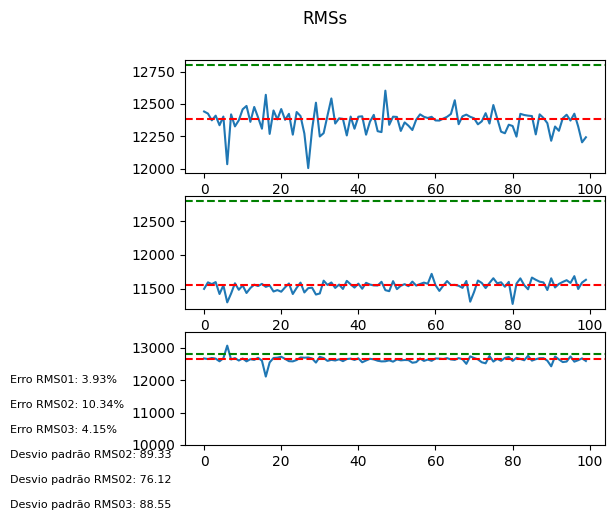 RMSs
12750
12500
12250
12000
0 20 40 60 80 100
12500
12000
11500
0 20 40 60 80 100
13000
12000
11000
10000
0 20 40 60 80 100
Erro RMS01: 3.93%
Erro RMS02: 10.34%
Erro RMS03: 4.15%
Desvio padrão RMS02: 89.33
Desvio padrão RMS02: 76.12
Desvio padrão RMS03: 88.55